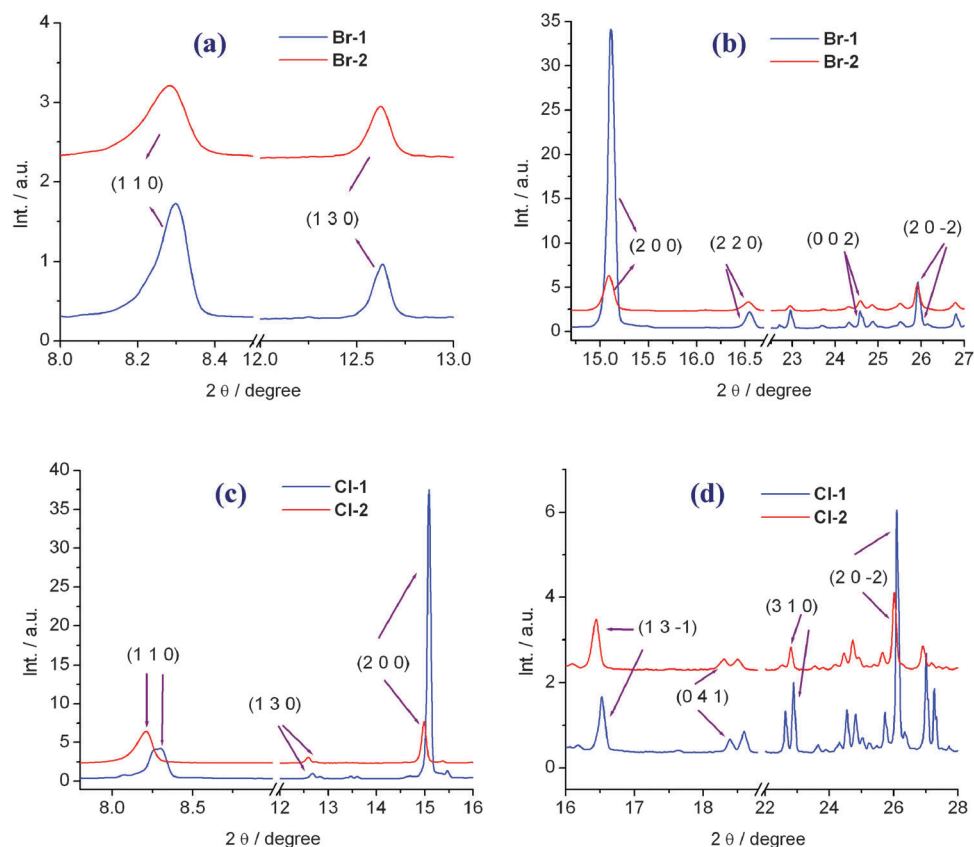 (a)
Br-1
Br-2
(1 1 0)
(1 3 0)
4
3
2
1
0
8.0 8.2 8.4 12.0 12.5 13.0
Int. / a.u.
2 θ / degree
(b)
Br-1
Br-2
(2 0 0)
(2 2 0)
(0 0 2)
(2 0 -2)
35
30
25
20
15
10
5
0
15.0 15.5 16.0 16.5 23 24 25 26 27
Int. / a.u.
2 θ / degree
(c)
Cl-1
Cl-2
(1 1 0)
(1 3 0)
(2 0 0)
40
35
30
25
20
15
10
5
0
8.0 8.5 12 13 14 15 16
Int. / a.u.
2 θ / degree
(d)
Cl-1
Cl-2
(1 3 -1)
(0 4 1)
(3 1 0)
(2 0 -2)
6
4
2
0
16 17 18 22 24 26 28
Int. / a.u.
2 θ / degree